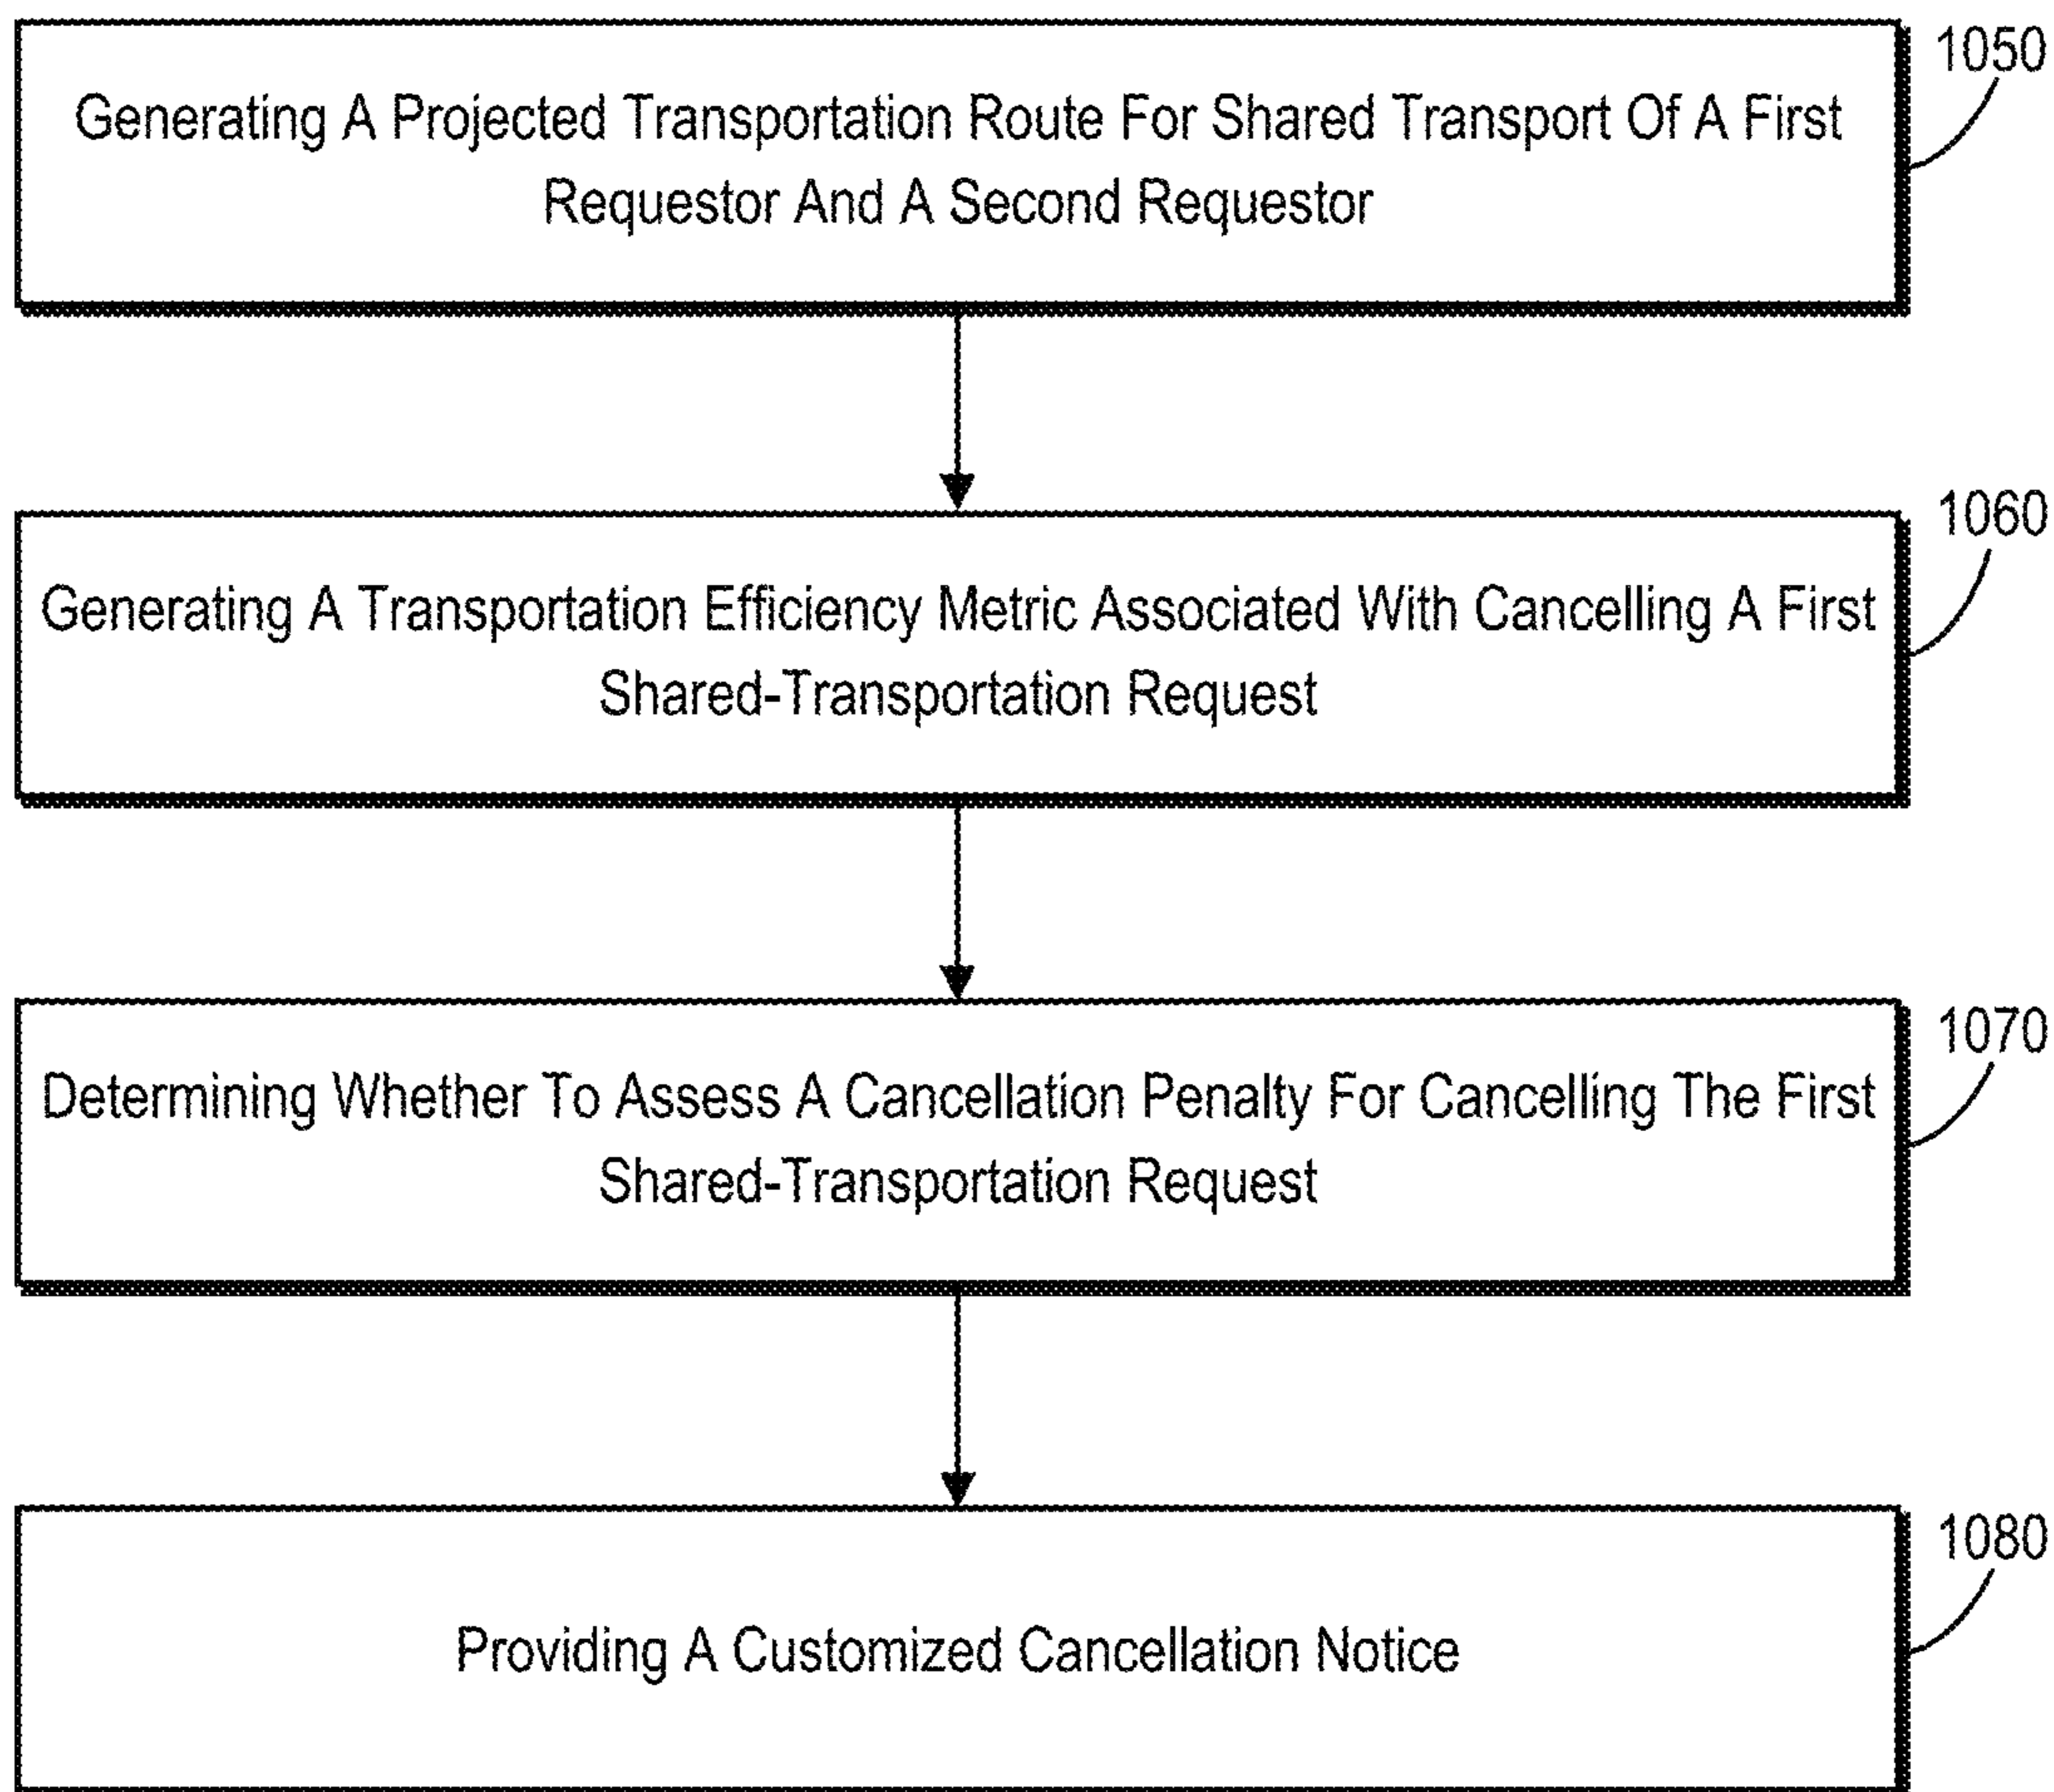 1050
Generating A Projected Transportation Route For Shared Transport Of A First
Requestor And A Second Requestor
1060
Generating A Transportation Efficiency Metric Associated With Cancelling A First
Shared-Transportation Request
1070
Determining Whether To Assess A Cancellation Penalty For Cancelling The First
Shared-Transportation Request
1080
Providing A Customized Cancellation Notice